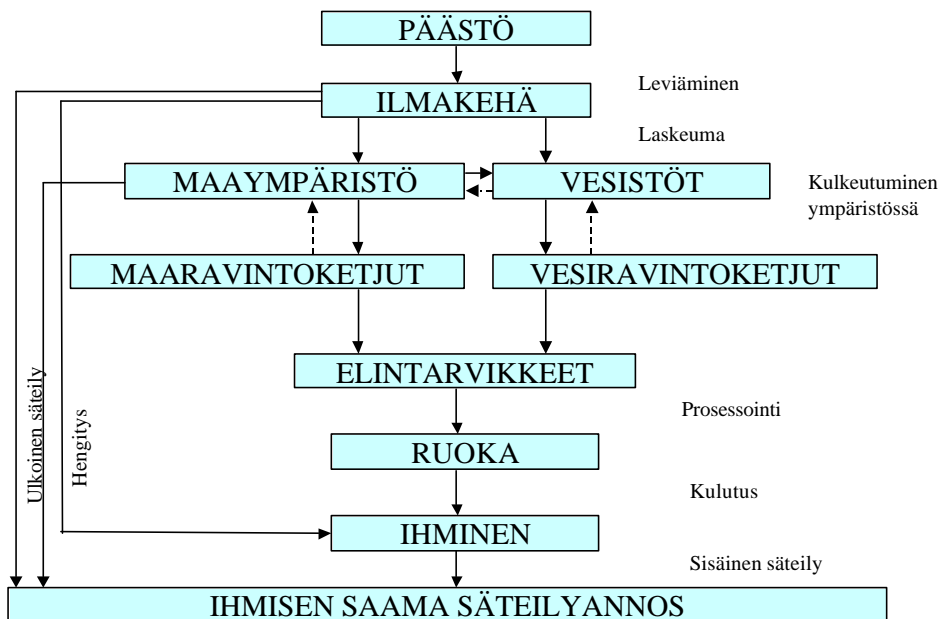 PÄÄSTÖ
Leviäminen
ILMAKEHÄ
Laskeuma
MAAYMPÄRISTÖ
VESISTÖT
Kulkeutuminen
ympäristössä
MAARAVINTOKETJUT
VESIRAVINTOKETJUT
ELINTARVIKKEET
Ulkoinen säteily
Hengitys
Prosessointi
RUOKA
Kulutus
IHMINEN
Sisäinen säteily
IHMISEN SAAMA SÄTEILYANNOS